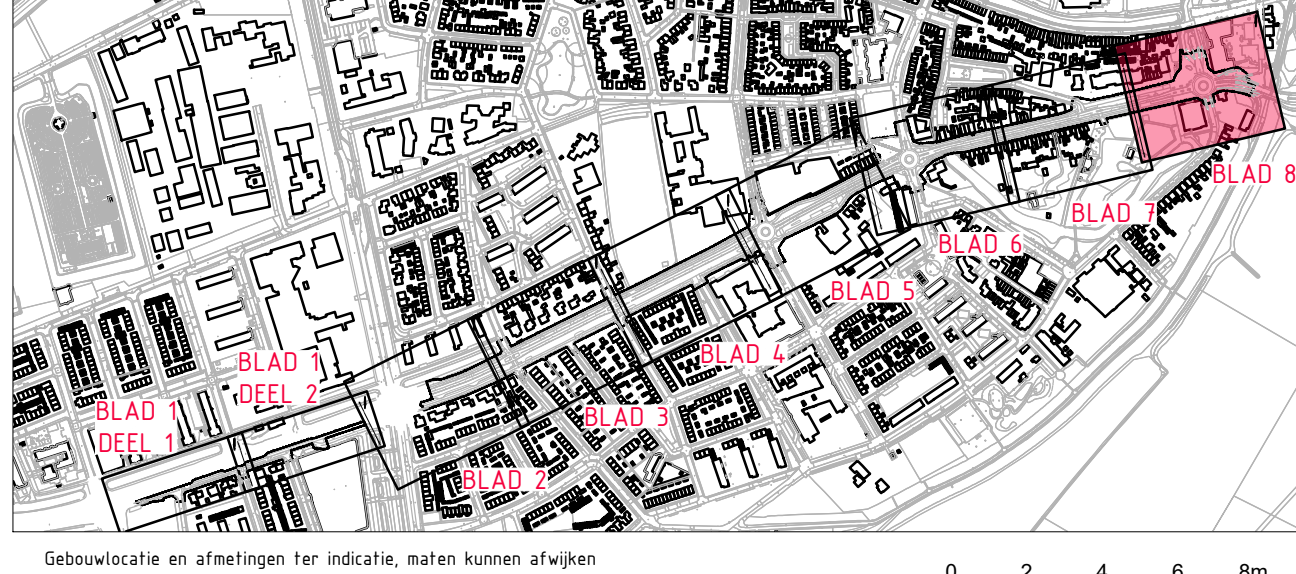 BLAD 8
BLAD 7
BLAD 6
BLAD 5
BLAD 4
BLAD 1
DEEL 2
BLAD 1
DEEL 1
BLAD 3
BLAD 2
Gebouwlocatie en afmetingen ter indicatie, maten kunnen afwijken
0 2 4 6 8m